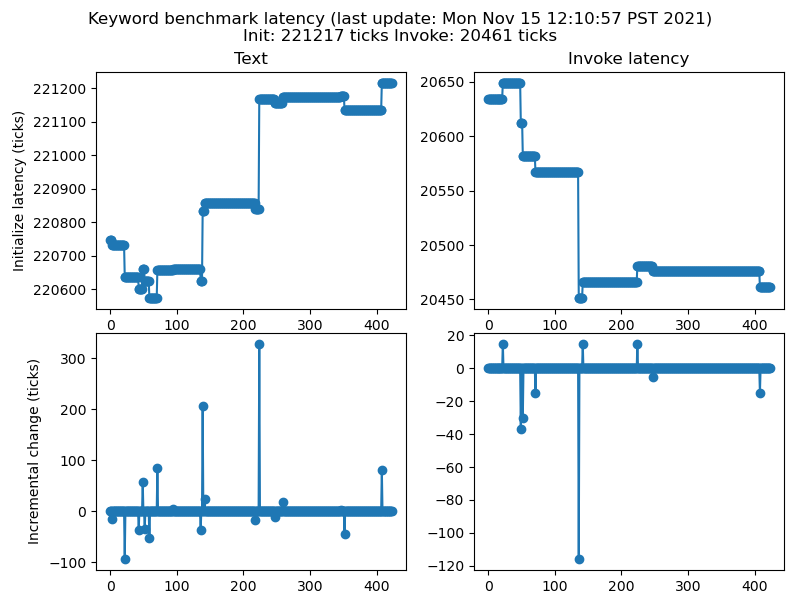 Keyword benchmark latency (last update: Mon Nov 15 12:10:57 PST 2021)
Init: 221217 ticks Invoke: 20461 ticks
Text
Invoke latency
Initialize latency (ticks)
221200
221100
221000
220900
220800
220700
220600
0 100 200 300 400
20650
20600
20550
20500
20450
0 100 200 300 400
Incremental change (ticks)
300
200
100
0
−100
0 100 200 300 400
20
0
−20
−40
−60
−80
−100
−120
0 100 200 300 400